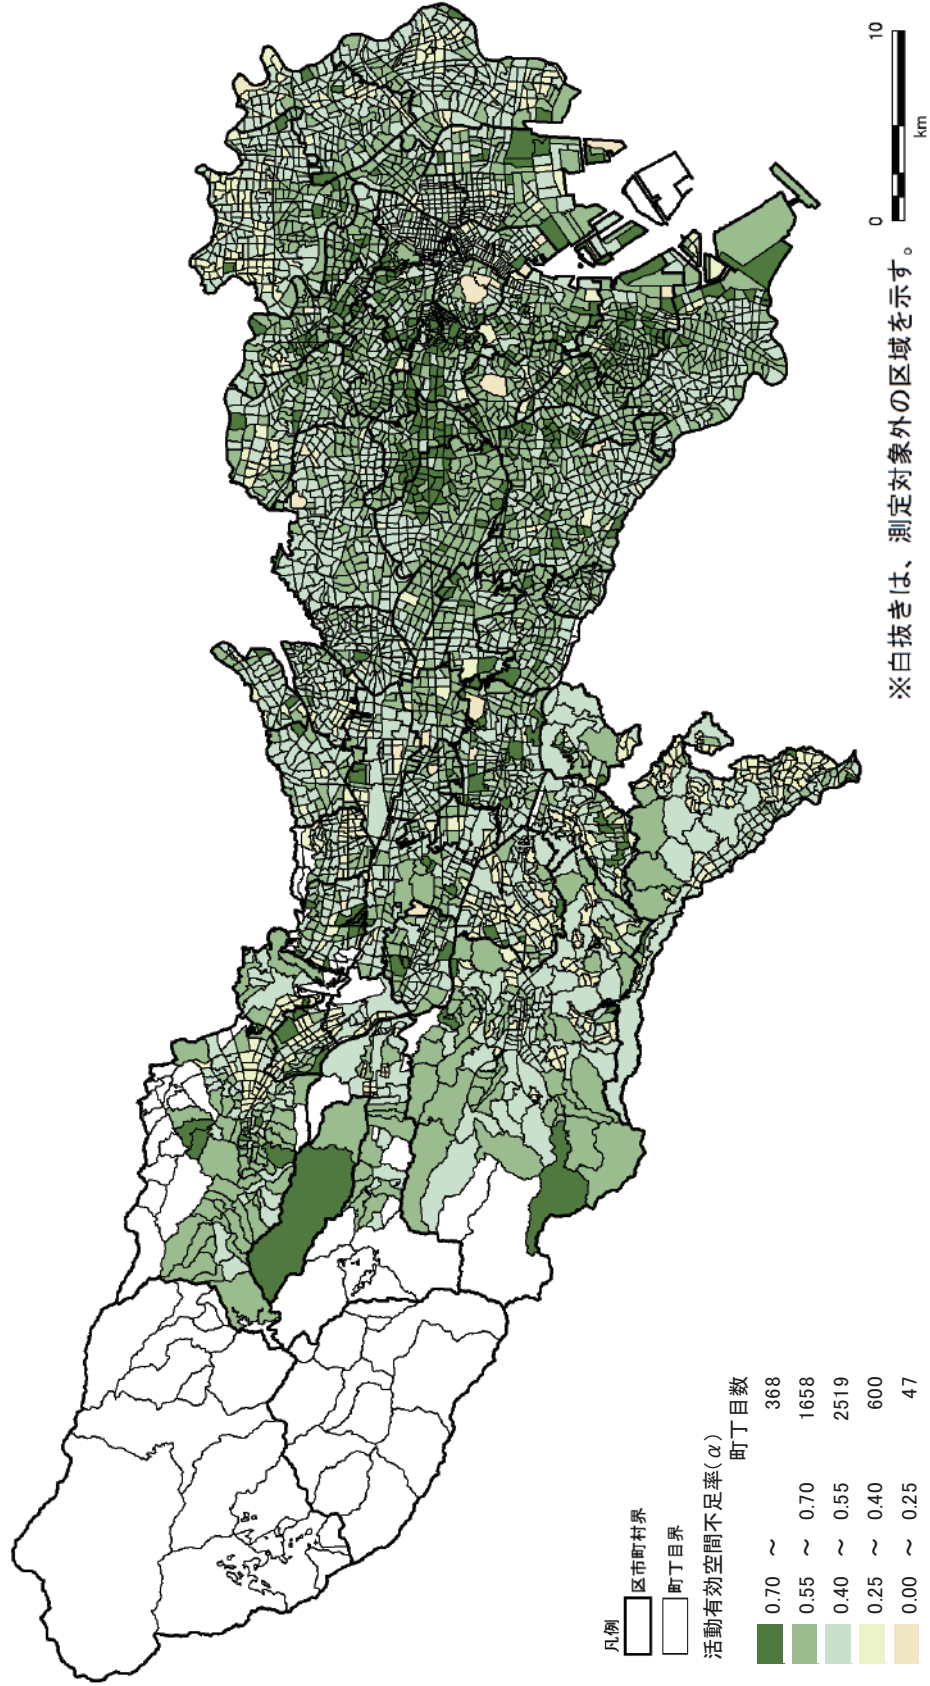 凡例
区市町村界
町丁目界
活動有効空間不足率(α)
町丁目数
0.70 ～ 368
0.55 ～ 0.70 1658
0.40 ～ 0.55 2519
0.25 ～ 0.40 600
0.00 ～ 0.25 47
※白抜きは、測定対象外の区域を示す。
0 10
km